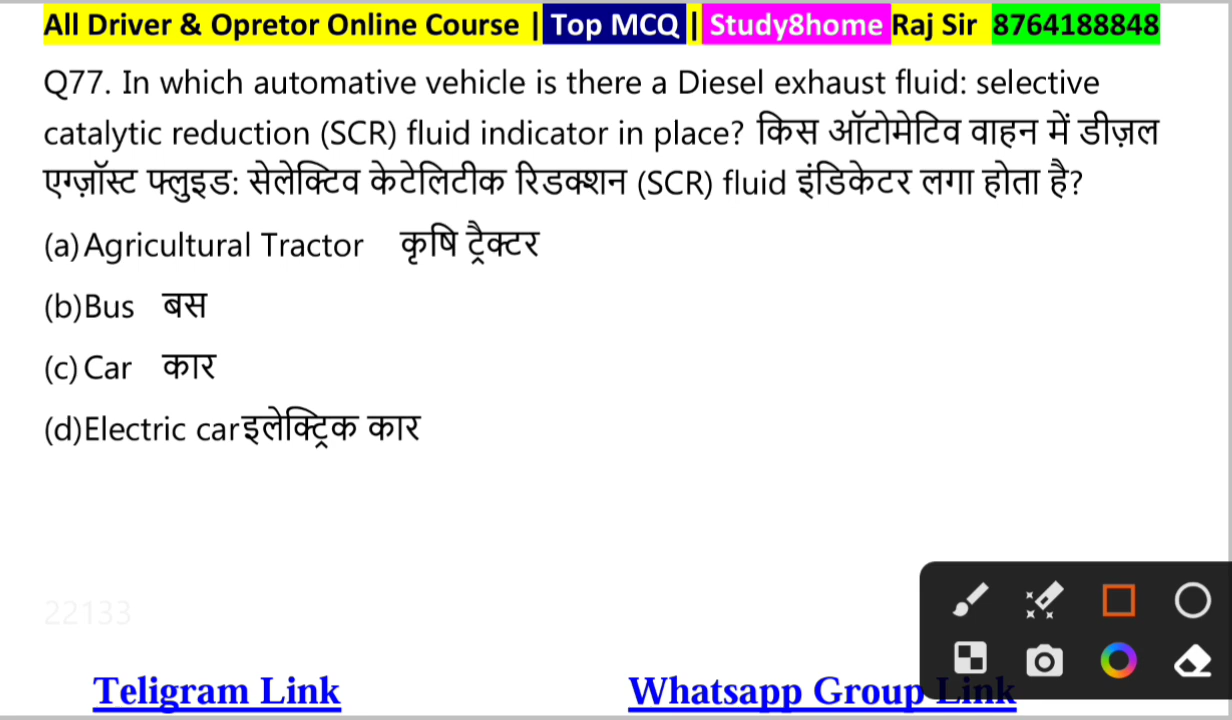 All Driver & Opretor Online Course | Top MCQ | Study8home Raj Sir 8764188848
Q77. In which automative vehicle is there a Diesel exhaust fluid: selective
catalytic reduction (SCR) fluid indicator in place? किस ऑटोमेटिव वाहन में डीज़ल
एग्ज़ॉस्ट फ्लुइड: सेलेक्टिव केटेलिटीक रिडक्शन (SCR) fluid इंडिकेटर लगा होता है?
(a) Agricultural Tractor कृषि ट्रैक्टर
(b)Bus बस
(c) Car कार
(d)Electric car इलेक्ट्रिक कार
22133
Teligram Link
Whatsapp Group Link